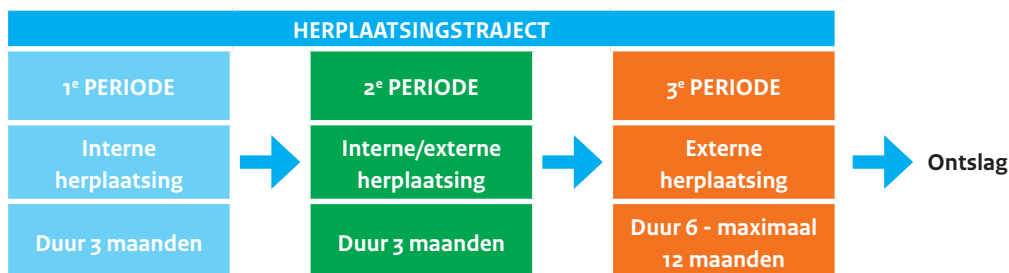 HERPLAATSINGSTRAJECT
1e PERIODE
Interne
herplaatsing
Duur 3 maanden
2e PERIODE
Interne/externe
herplaatsing
Duur 3 maanden
3e PERIODE
Externe
herplaatsing
Duur 6 - maximaal
12 maanden
Ontslag